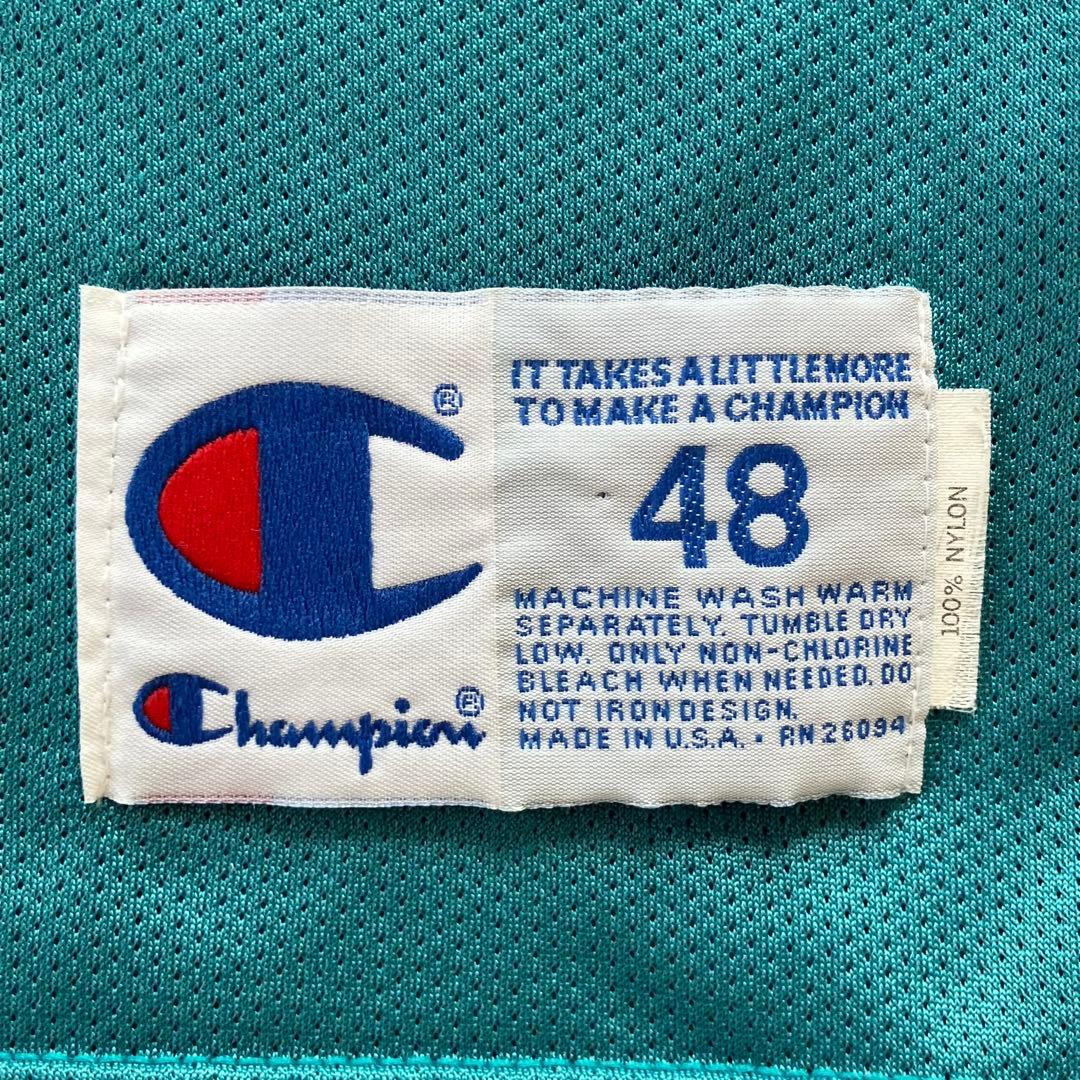 ®
Champion®
IT TAKES A LITTLE MORE
TO MAKE A CHAMPION
48
MACHINE WASH WARM
SEPARATELY. TUMBLE DRY
LOW. ONLY NON-CHLORINE
BLEACH WHEN NEEDED. DO
NOT IRON DESIGN.
MADE IN U.S.A. • RN 26094
100% NYLON